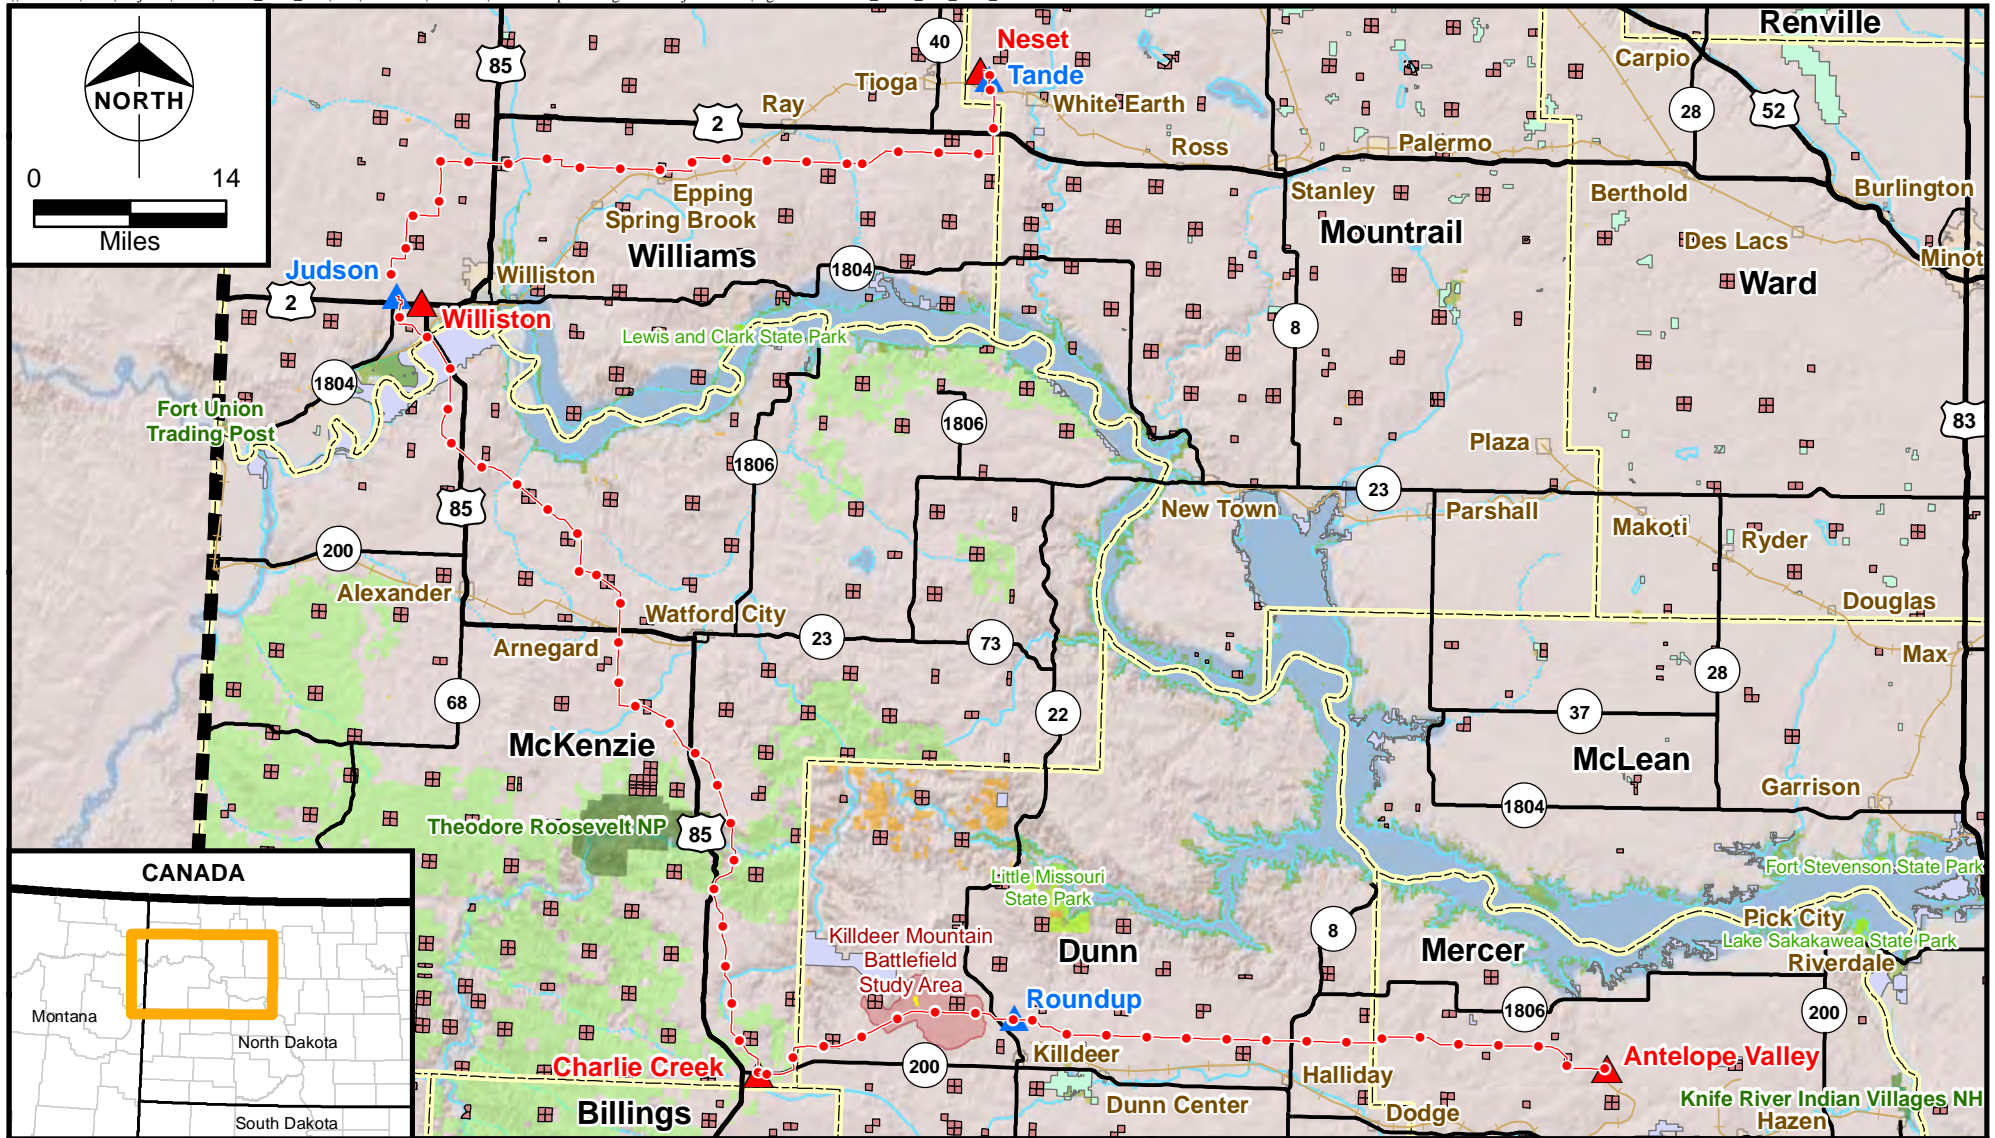 Renville
Neset
40
85
Carpio
NORTH
Tioga
Tande
White Earth
Ray
28
52
2
0
14
Ross
Palermo
Miles
Epping
Stanley
Berthold
Burlington
Spring Brook
Mountrail
Des Lacs
Williams
Minot
Judson
Williston
1804
Ward
2
Williston
8
Lewis and Clark State Park
1804
Fort Union
Trading Post
1806
83
Plaza
1806
23
85
New Town
Parshall
Makoti
200
Ryder
Alexander
Douglas
Watford City
23
73
Arnegard
Max
28
68
22
37
McKenzie
McLean
Garrison
1804
Theodore Roosevelt NP
85
CANADA
Fort Stevenson State Park
Little Missouri
State Park
Pick City
8
Killdeer Mountain
Battlefield
Study Area
Dunn
Mercer
Lake Sakakawea State Park
Riverdale
Roundup
1806
200
Montana
North Dakota
Killdeer
Antelope Valley
Charlie Creek
200
Halliday
Dunn Center
Knife River Indian Villages NH
Billings
Dodge
Hazen
South Dakota